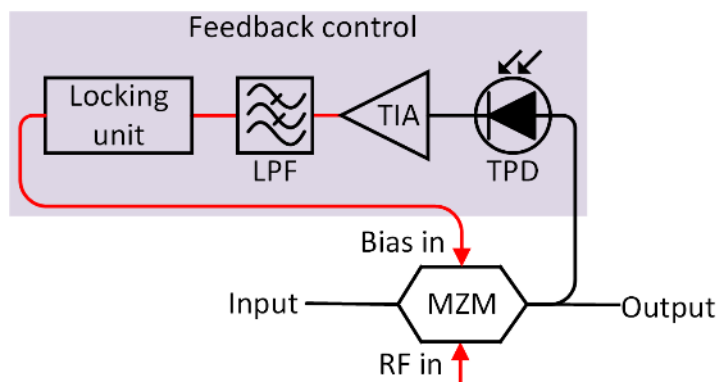 Feedback control
Locking
unit
LPF
TIA
TPD
Bias in
Input
MZM
Output
RF in